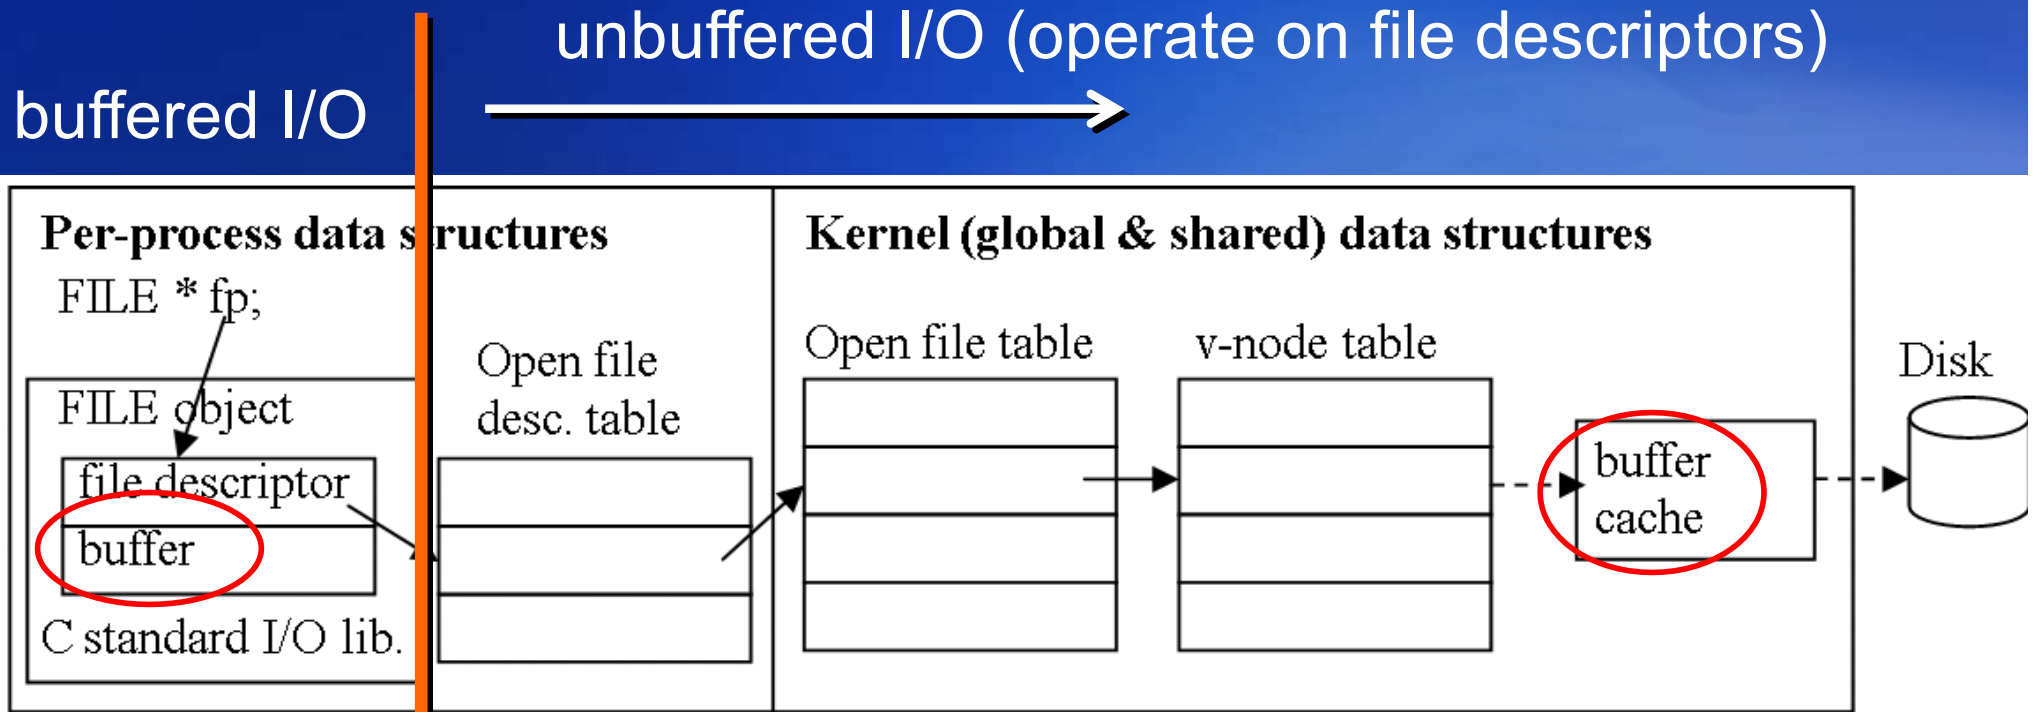 unbuffered I/O (operate on file descriptors)
buffered I/O
Per-process data structures
Kernel (global & shared) data structures
FILE * fp;
FILE object
file descriptor
buffer
C standard I/O lib.
Open file
desc. table
Open file table
v-node table
buffer
cache
Disk